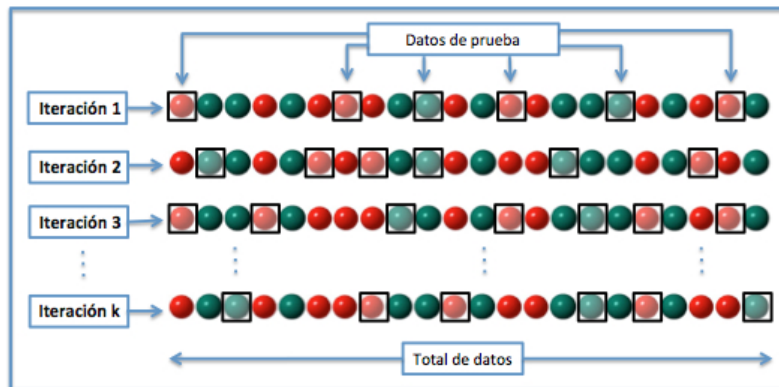 Datos de prueba
Iteración 1
Iteración 2
Iteración 3
Iteración k
Total de datos